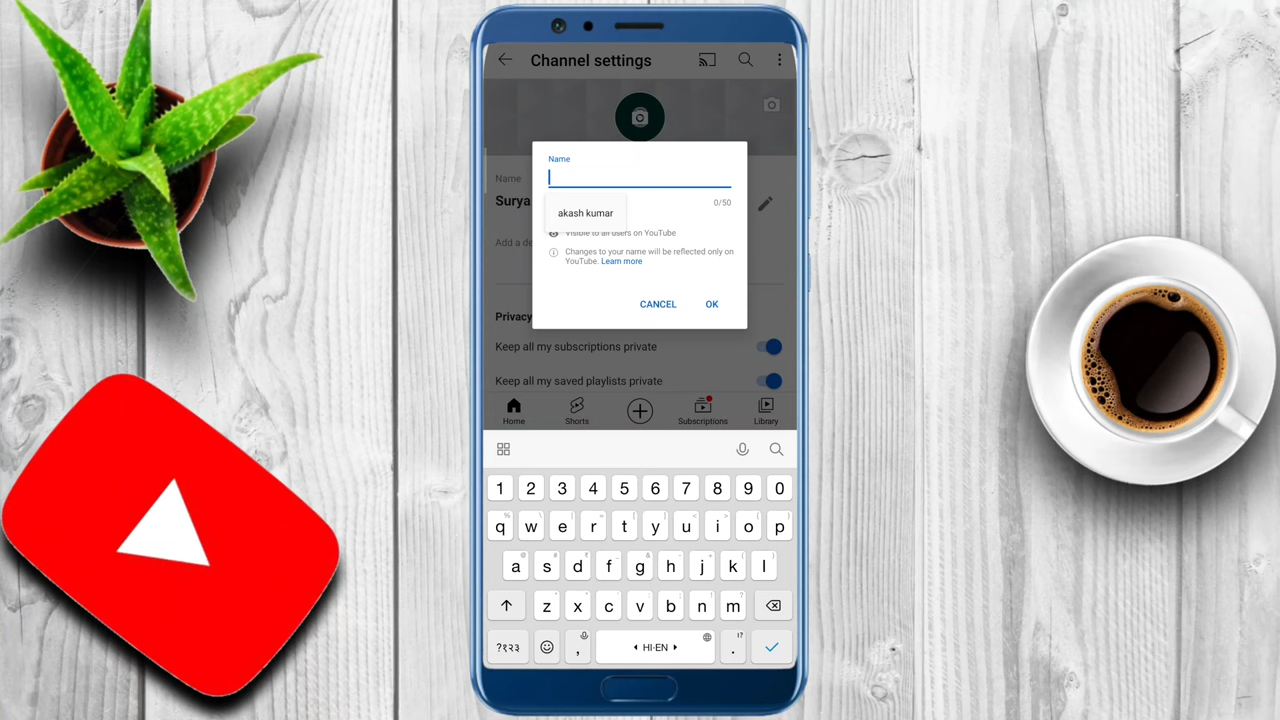 Channel settings
Name
0/50
akash kumar
Visible to all users on YouTube
Changes to your name will be reflected only on
YouTube. Learn more
CANCEL OK
Name
Surya
Add a de
Privacy
Keep all my subscriptions private
Keep all my saved playlists private
Home Shorts Subscriptions Library
1 2 3 4 5 6 7 8 9 0
q w e r t y u i o p
a s d f g h j k l
z x c v b n m
?१२३ , HI-EN .